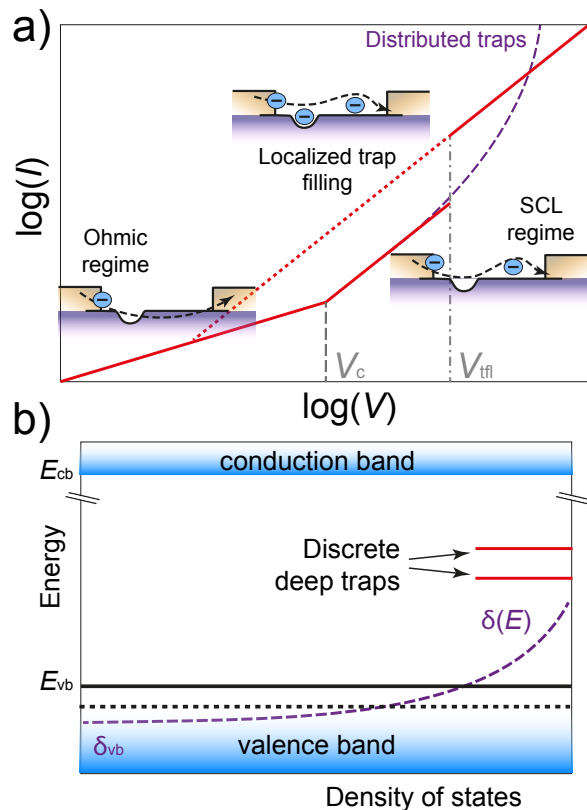 a)
Distributed traps
log(I)
Localized trap
filling
SCL
regime
Ohmic
regime
Vc
Vtfl
log(V)
b)
conduction band
Ecb
Energy
Discrete
deep traps
δ(E)
Evb
δvb
valence band
Density of states